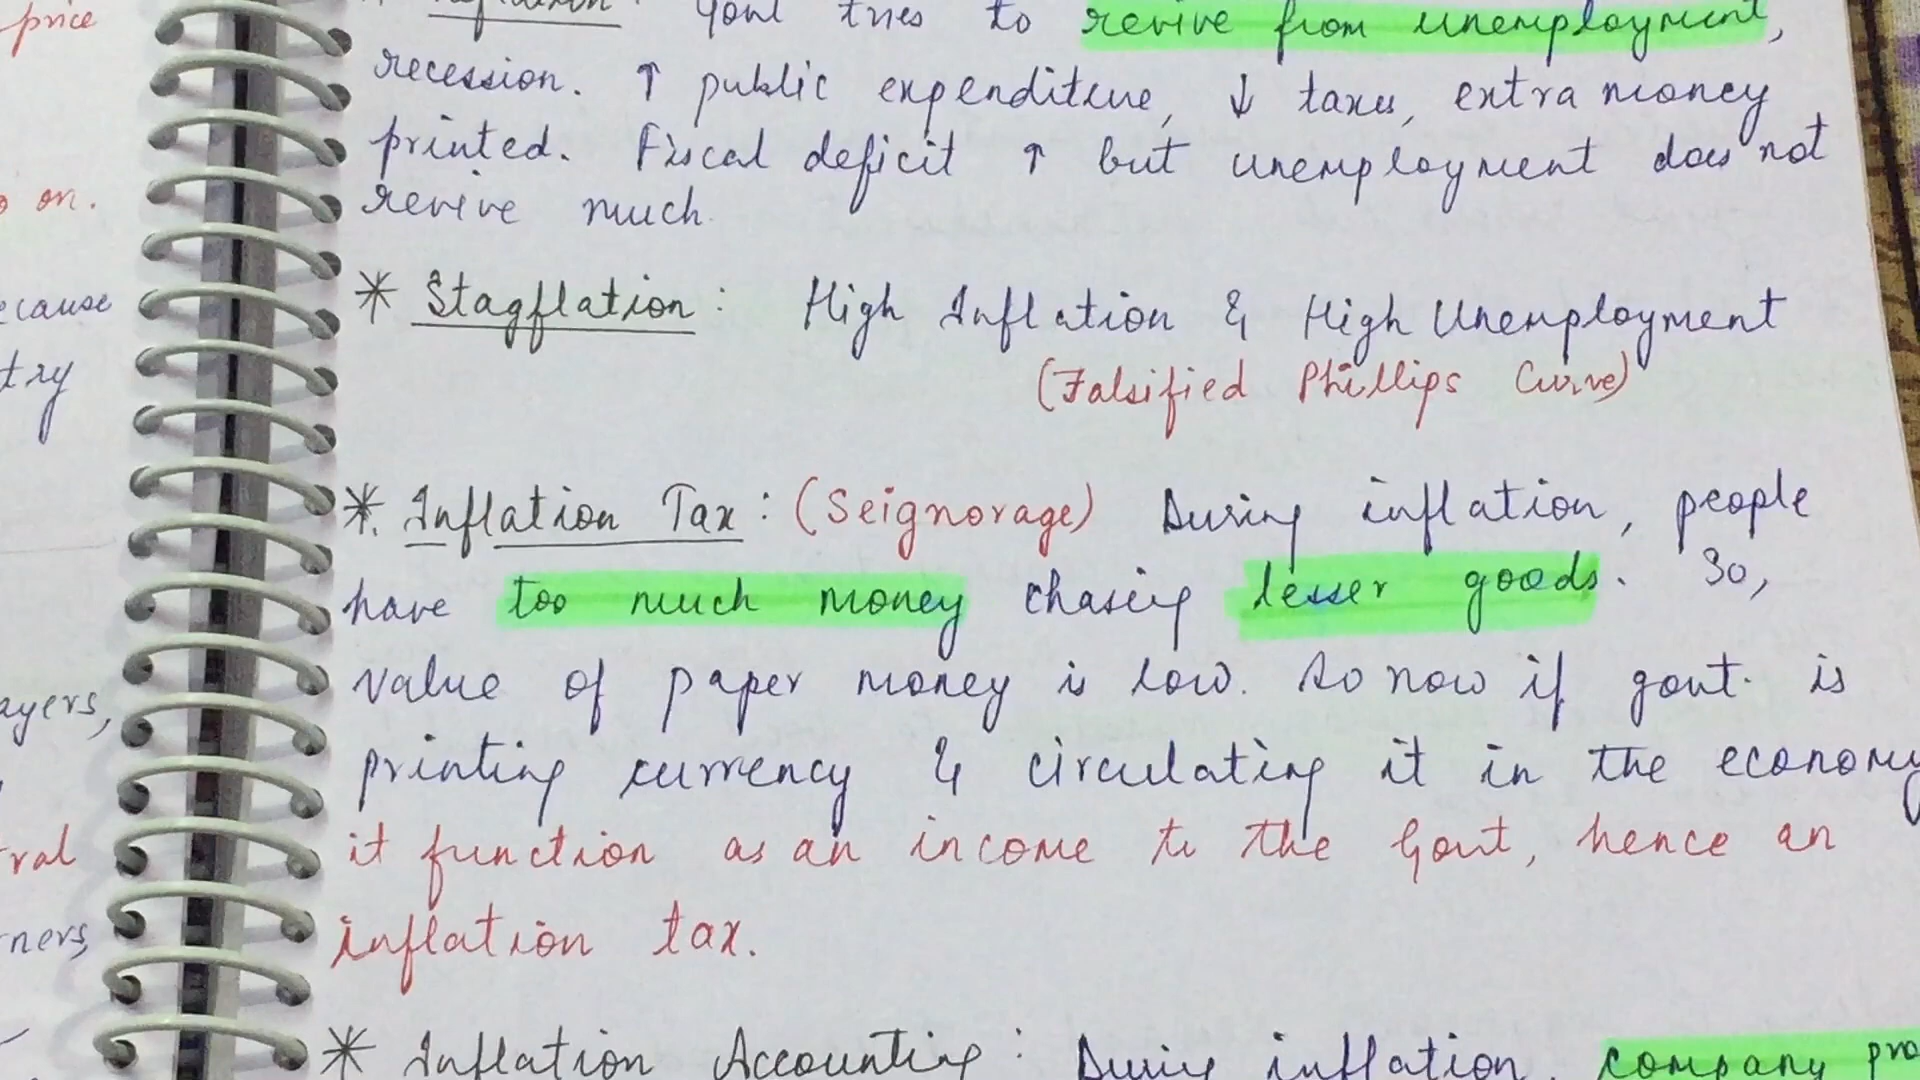 price
Reflation : Govt tries to revive from unemployment,
recession. ↑ public expenditure, ↓ taxes, extra money
printed. Fiscal deficit ↑ but unemployment does not
on.
revive much.
ecause
* Stagflation : High Inflation & High Unemployment
try
(Falsified Phillips Curve)
* Inflation Tax : (Seignorage) During inflation, people
have too much money chasing lesser goods. So,
ayers,
value of paper money is low. So now if govt. is
printing currency & circulating it in the economy
ral
it function as an income to the Govt, hence an
ners,
inflation tax.
* Inflation Accounting : During inflation, company pro